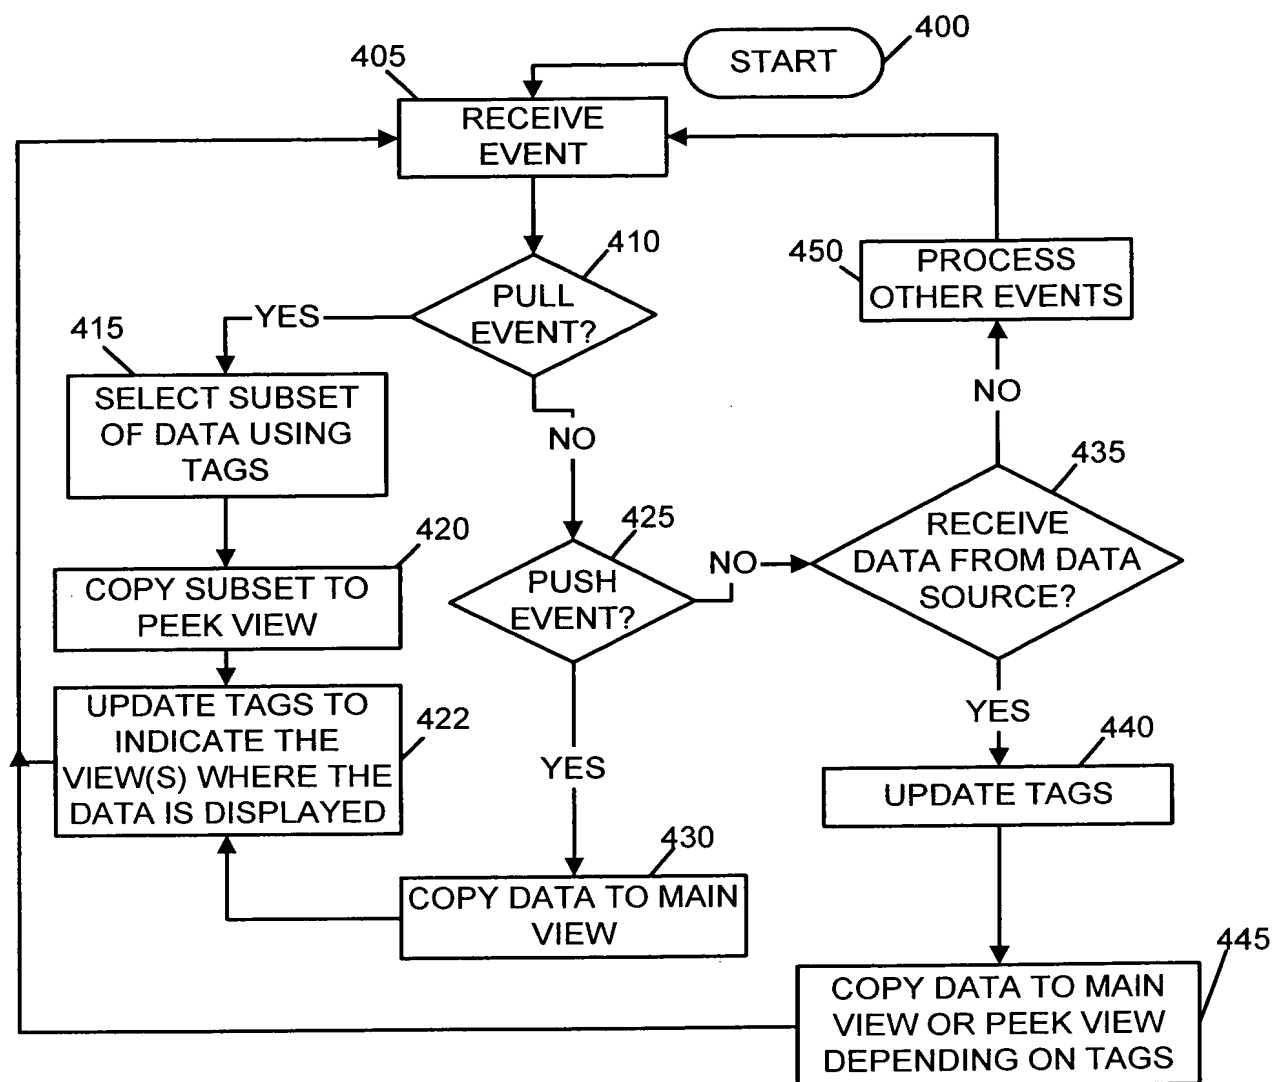 400
START
405
RECEIVE
EVENT
410
PULL
EVENT?
450
PROCESS
OTHER EVENTS
YES
415
SELECT SUBSET
OF DATA USING
TAGS
NO
NO
435
RECEIVE
DATA FROM DATA
SOURCE?
425
PUSH
EVENT?
NO
420
COPY SUBSET TO
PEEK VIEW
422
UPDATE TAGS TO
INDICATE THE
VIEW(S) WHERE THE
DATA IS DISPLAYED
YES
YES
440
UPDATE TAGS
430
COPY DATA TO MAIN
VIEW
445
COPY DATA TO MAIN
VIEW OR PEEK VIEW
DEPENDING ON TAGS